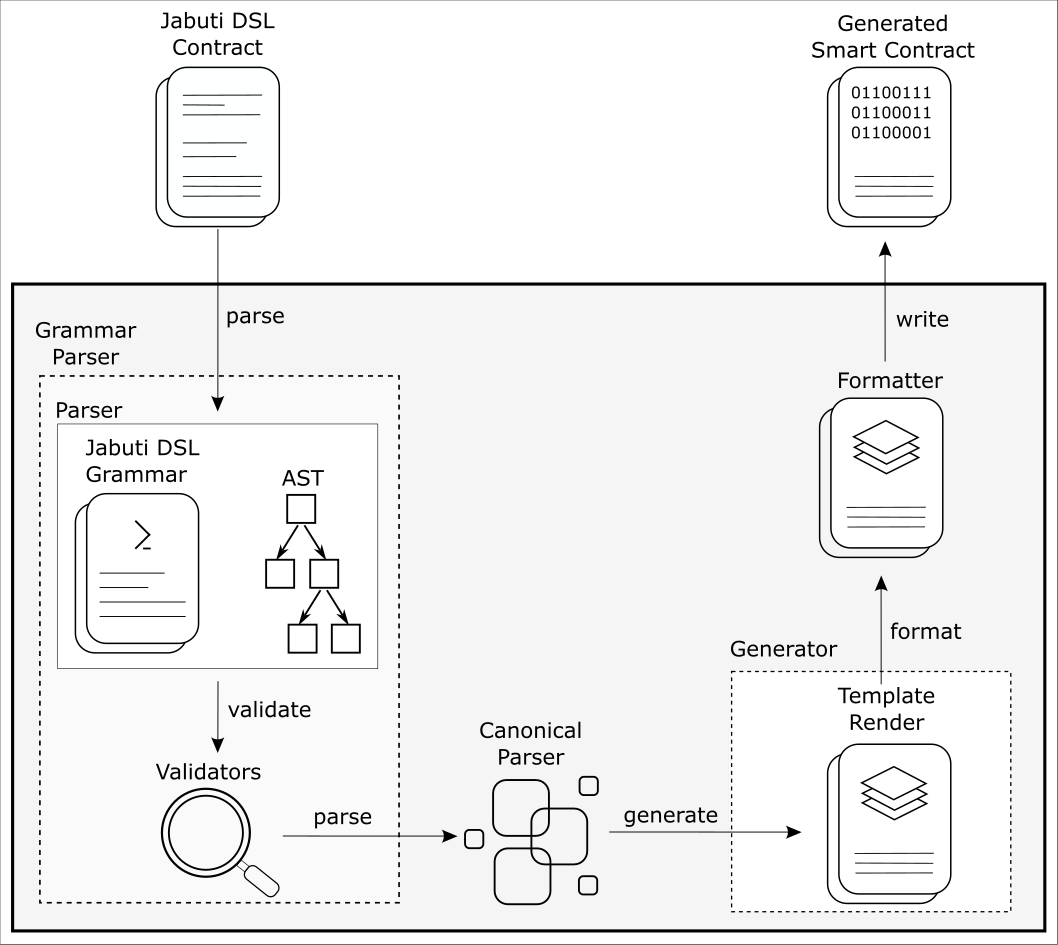 Jabuti DSL
Contract
Generated
Smart Contract
01100111
01100011
01100001
parse
write
Grammar
Parser
Formatter
Parser
Jabuti DSL
Grammar
AST
format
Generator
validate
Template
Render
Validators
Canonical
Parser
parse
generate